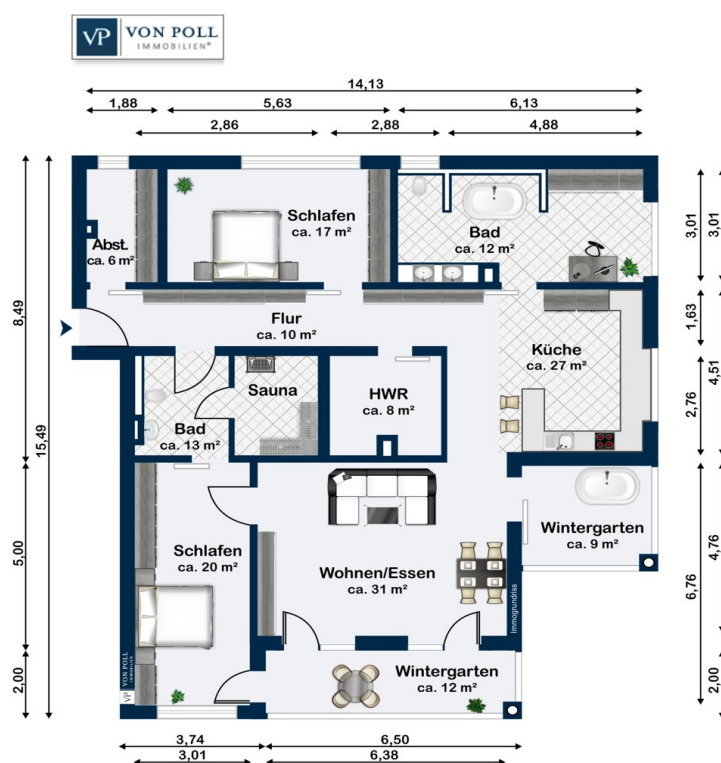 VP VON POLL
IMMOBILIEN®
14,13
1,88 5,63 6,13
2,86 2,88 4,88
Abst.
ca. 6 m²
Schlafen
ca. 17 m²
Bad
ca. 12 m²
3,01 3,01
8,49
15,49
Flur
ca. 10 m²
1,63
Küche
ca. 27 m²
4,51
2,76
Sauna
HWR
ca. 8 m²
Bad
ca. 13 m²
5,00
Schlafen
ca. 20 m²
Wohnen/Essen
ca. 31 m²
Wintergarten
ca. 9 m²
4,76
6,76
Immogrundriss
2,00
VP VON POLL
IMMOBILIEN
Wintergarten
ca. 12 m²
2,00
3,74 6,50
3,01 6,38